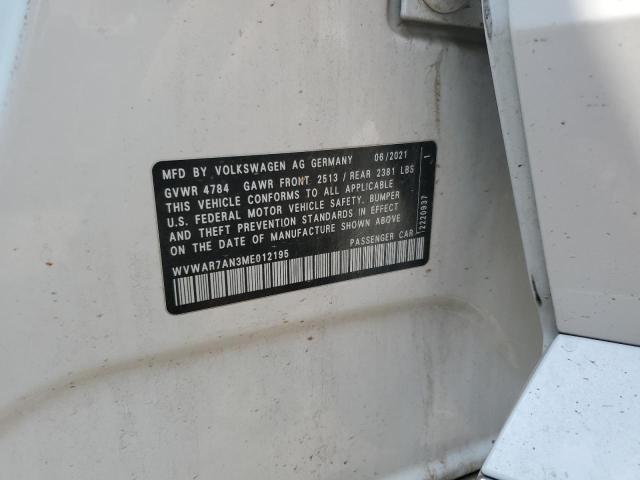 MFD BY VOLKSWAGEN AG GERMANY 06/2021
GVWR 4784 GAWR FRONT 2513 / REAR 2381 LBS
THIS VEHICLE CONFORMS TO ALL APPLICABLE
U.S. FEDERAL MOTOR VEHICLE SAFETY, BUMPER
AND THEFT PREVENTION STANDARDS IN EFFECT
ON THE DATE OF MANUFACTURE SHOWN ABOVE
WVWAR7AN3ME012195 PASSENGER CAR
2220937 1